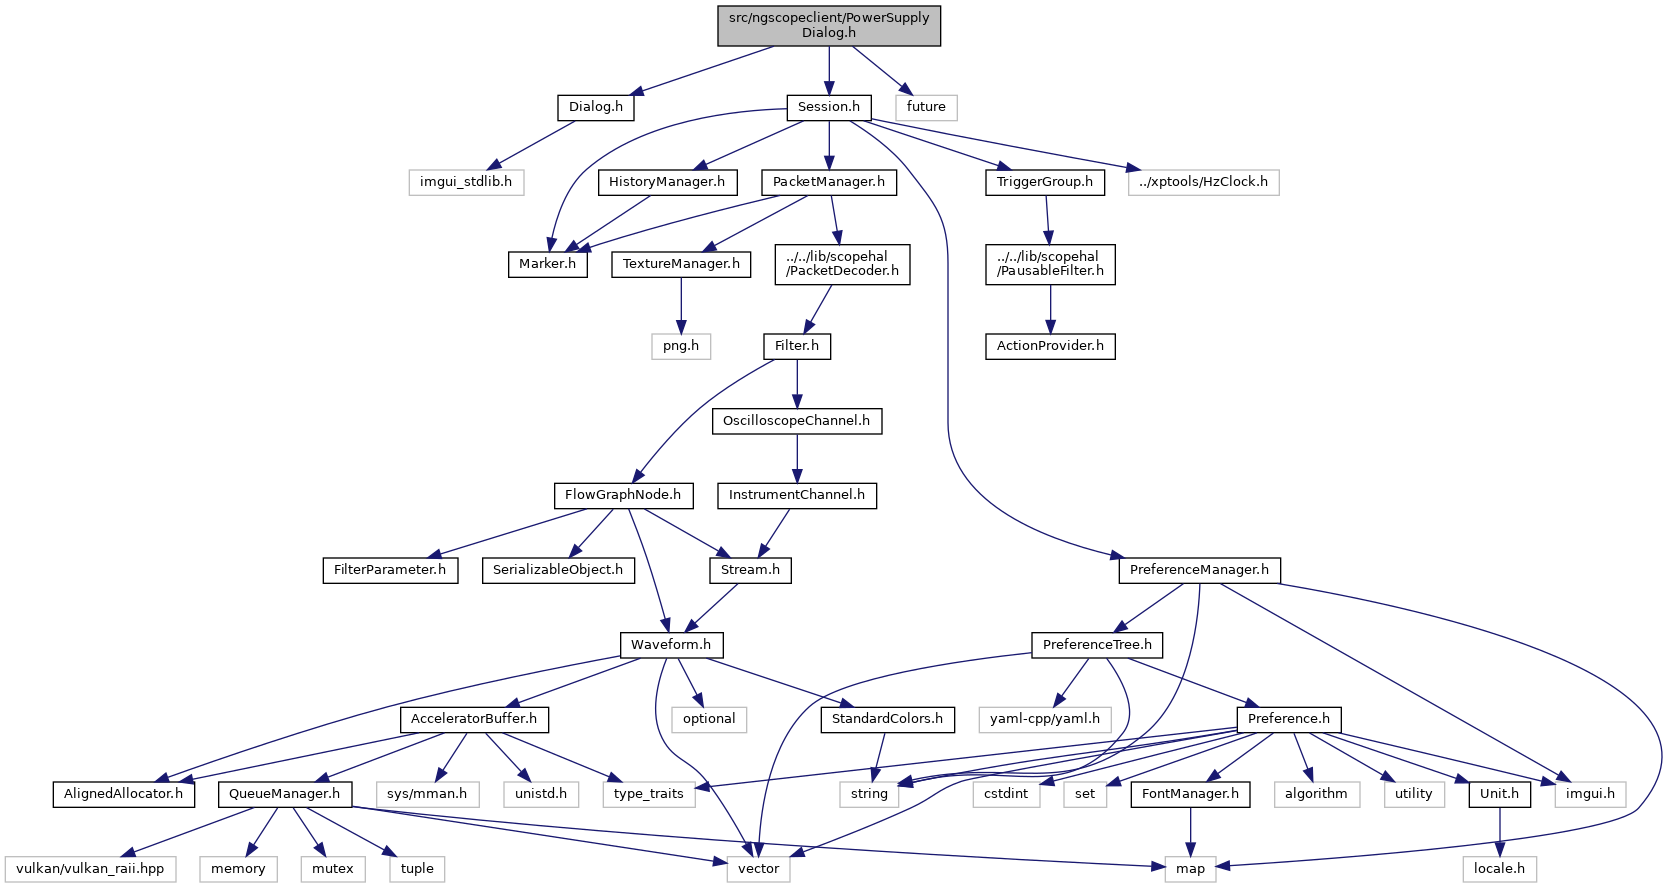 src/ngscopeclient/PowerSupply
Dialog.h
Dialog.h
Session.h
future
imgui_stdlib.h
HistoryManager.h
PacketManager.h
TriggerGroup.h
../xptools/HzClock.h
Marker.h
TextureManager.h
../../lib/scopehal
/PacketDecoder.h
../../lib/scopehal
/PausableFilter.h
png.h
Filter.h
ActionProvider.h
OscilloscopeChannel.h
FlowGraphNode.h
InstrumentChannel.h
FilterParameter.h
SerializableObject.h
Stream.h
PreferenceManager.h
Waveform.h
PreferenceTree.h
AcceleratorBuffer.h
optional
StandardColors.h
yaml-cpp/yaml.h
Preference.h
AlignedAllocator.h
QueueManager.h
sys/mman.h
unistd.h
type_traits
string
cstdint
set
FontManager.h
algorithm
utility
Unit.h
imgui.h
vulkan/vulkan_raii.hpp
memory
mutex
tuple
vector
map
locale.h